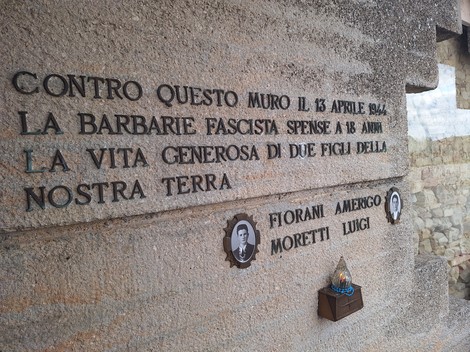 CONTRO QUESTO MURO IL 13 APRILE 1944
LA BARBARIE FASCISTA SPENSE A 18 ANNI
LA VITA GENEROSA DI DUE FIGLI DELLA
NOSTRA TERRA
FIORANI AMERIGO
MORETTI LUIGI